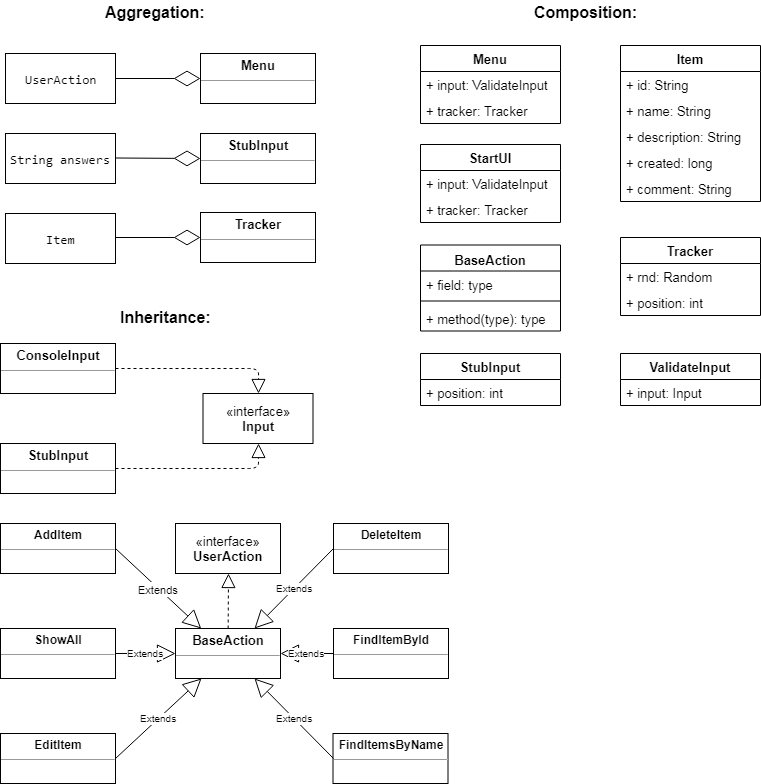 Aggregation:
UserAction
Menu
String answers
StubInput
Item
Tracker
Composition:
Menu
+ input: ValidateInput
+ tracker: Tracker
Item
+ id: String
+ name: String
+ description: String
+ created: long
+ comment: String
StartUI
+ input: ValidateInput
+ tracker: Tracker
BaseAction
+ field: type
+ method(type): type
Tracker
+ rnd: Random
+ position: int
StubInput
+ position: int
ValidateInput
+ input: Input
Inheritance:
ConsoleInput
«interface»
Input
StubInput
AddItem
«interface»
UserAction
DeleteItem
Extends
Extends
ShowAll
Extends
BaseAction
Extends
FindItemById
Extends
Extends
EditItem
FindItemsByName